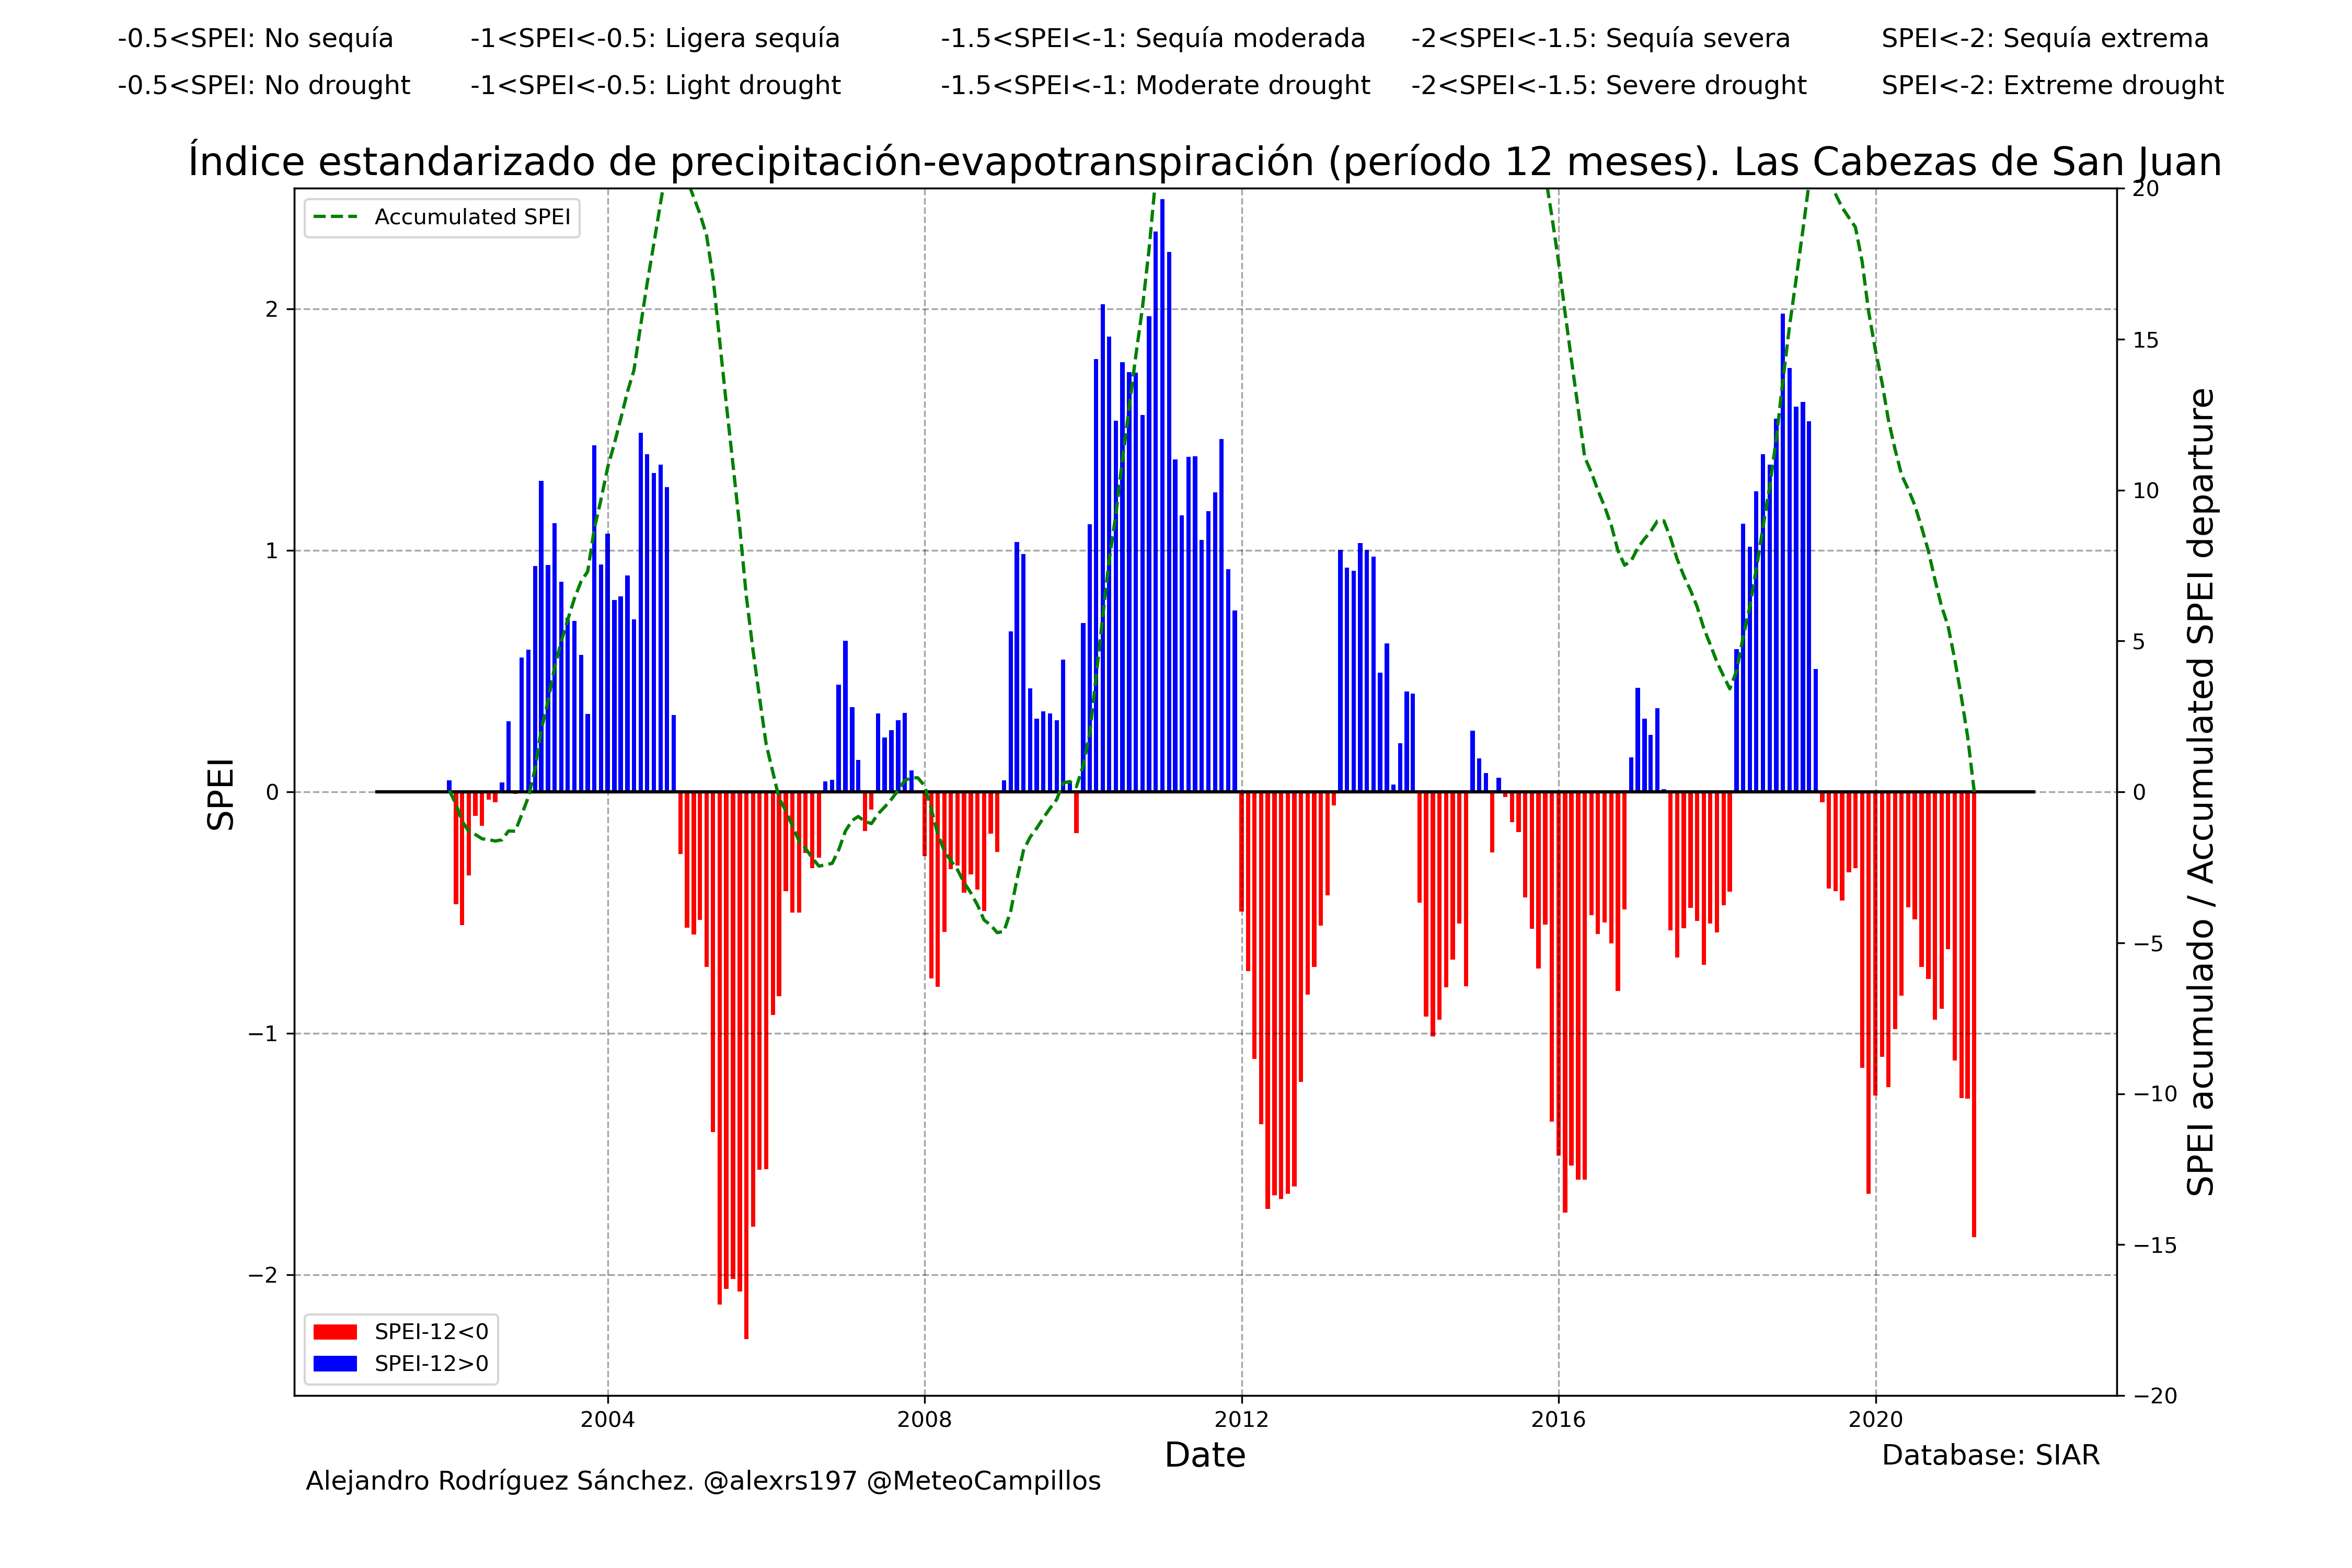 -0.5<SPEI: No sequía
-1<SPEI<-0.5: Ligera sequía
-1.5<SPEI<-1: Sequía moderada
-2<SPEI<-1.5: Sequía severa
SPEI<-2: Sequía extrema
-0.5<SPEI: No drought
-1<SPEI<-0.5: Light drought
-1.5<SPEI<-1: Moderate drought
-2<SPEI<-1.5: Severe drought
SPEI<-2: Extreme drought
Índice estandarizado de precipitación-evapotranspiración (período 12 meses). Las Cabezas de San Juan
Accumulated SPEI
SPEI
2
1
0
−1
−2
20
15
10
5
0
−5
−10
−15
−20
SPEI acumulado / Accumulated SPEI departure
SPEI-12<0
SPEI-12>0
2004
2008
2012
2016
2020
Date
Database: SIAR
Alejandro Rodríguez Sánchez. @alexrs197 @MeteoCampillos